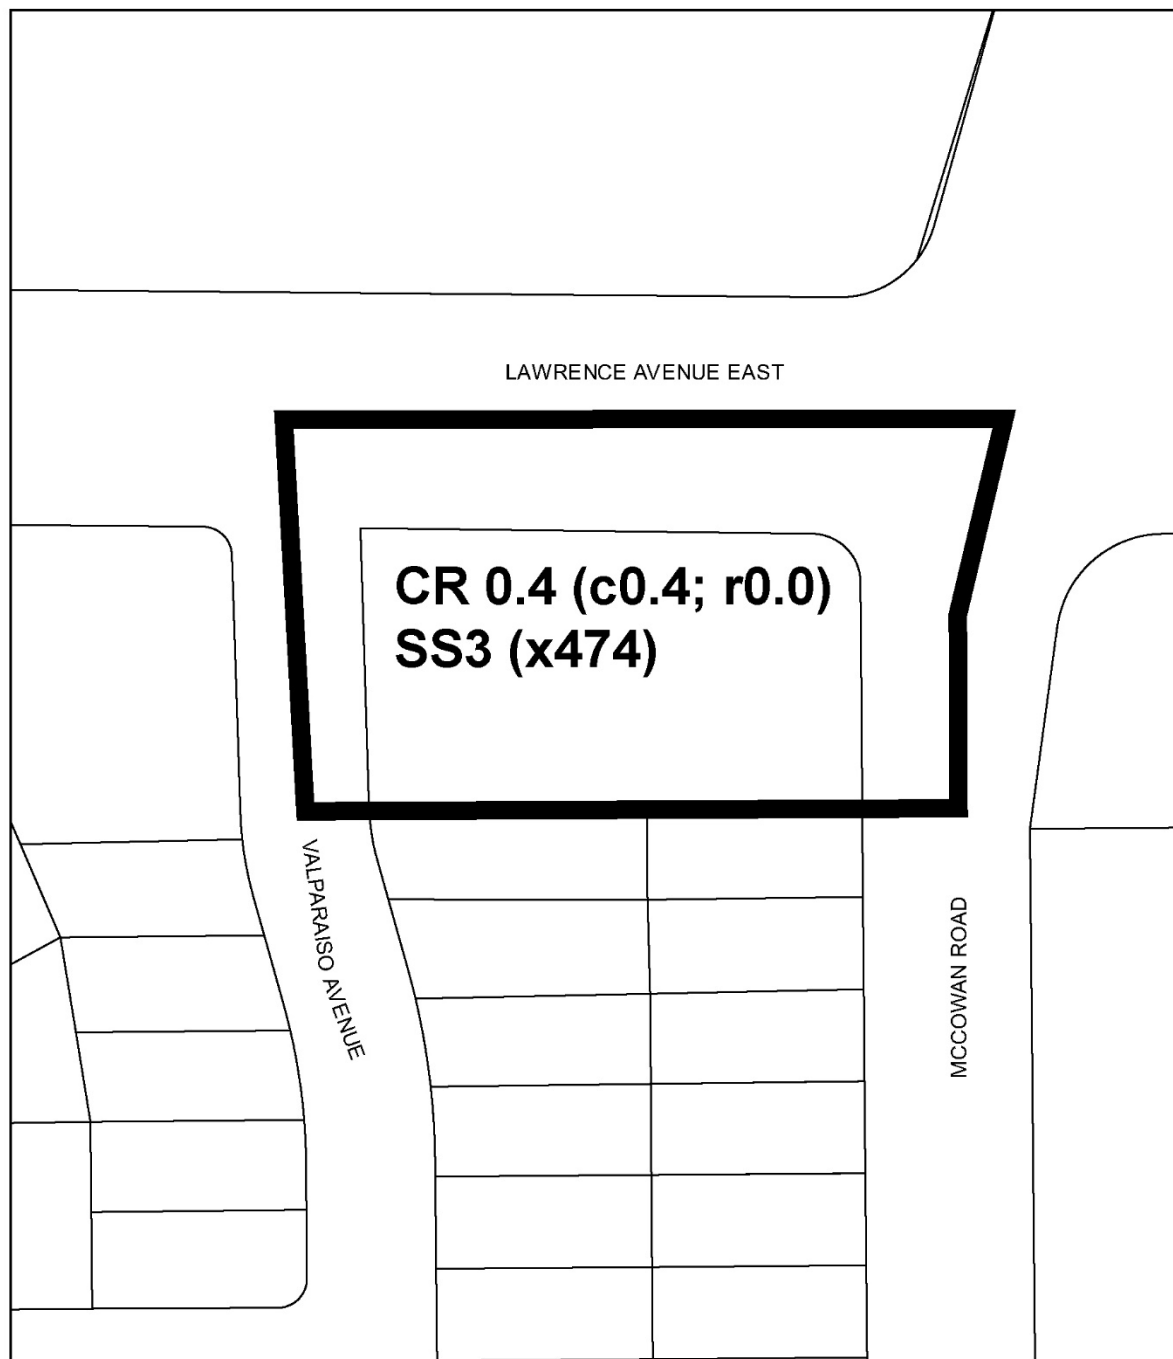 LAWRENCE AVENUE EAST
CR 0.4 (c0.4; r0.0)
SS3 (x474)
VALPARAISO AVENUE
MCCOWAN ROAD